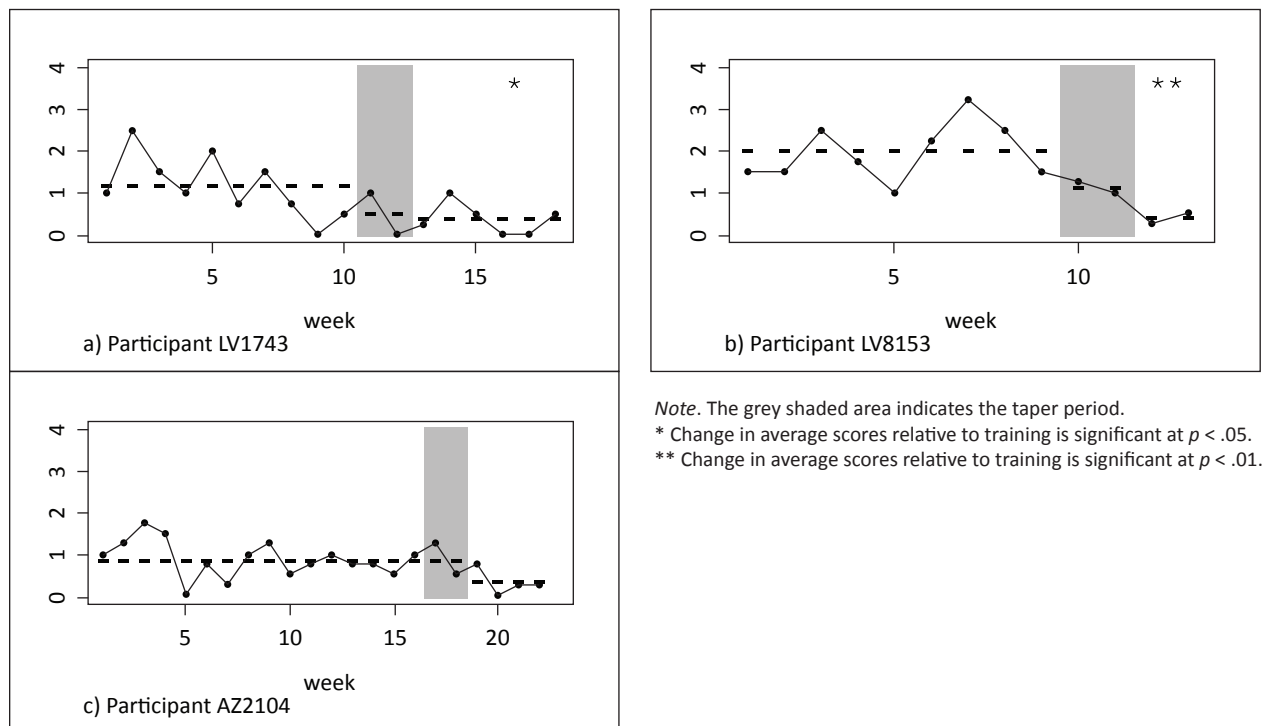 4
3
2
1
0
*
5 10 15
week
a) Participant LV1743
4
3
2
1
0
**
5 10
week
b) Participant LV8153
4
3
2
1
0
5 10 15 20
week
c) Participant AZ2104
Note. The grey shaded area indicates the taper period.
* Change in average scores relative to training is significant at p < .05.
** Change in average scores relative to training is significant at p < .01.